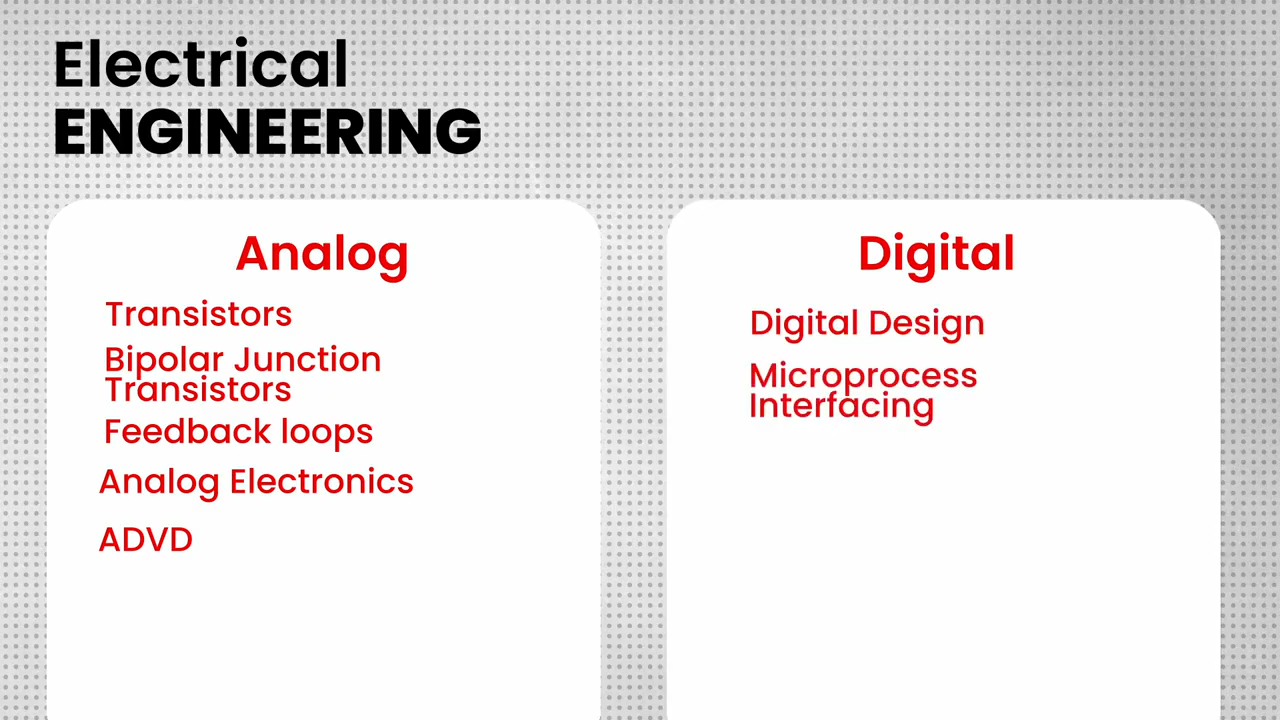 Electrical
ENGINEERING
Analog
Transistors
Bipolar Junction
Transistors
Feedback loops
Analog Electronics
ADVD
Digital
Digital Design
Microprocess
Interfacing